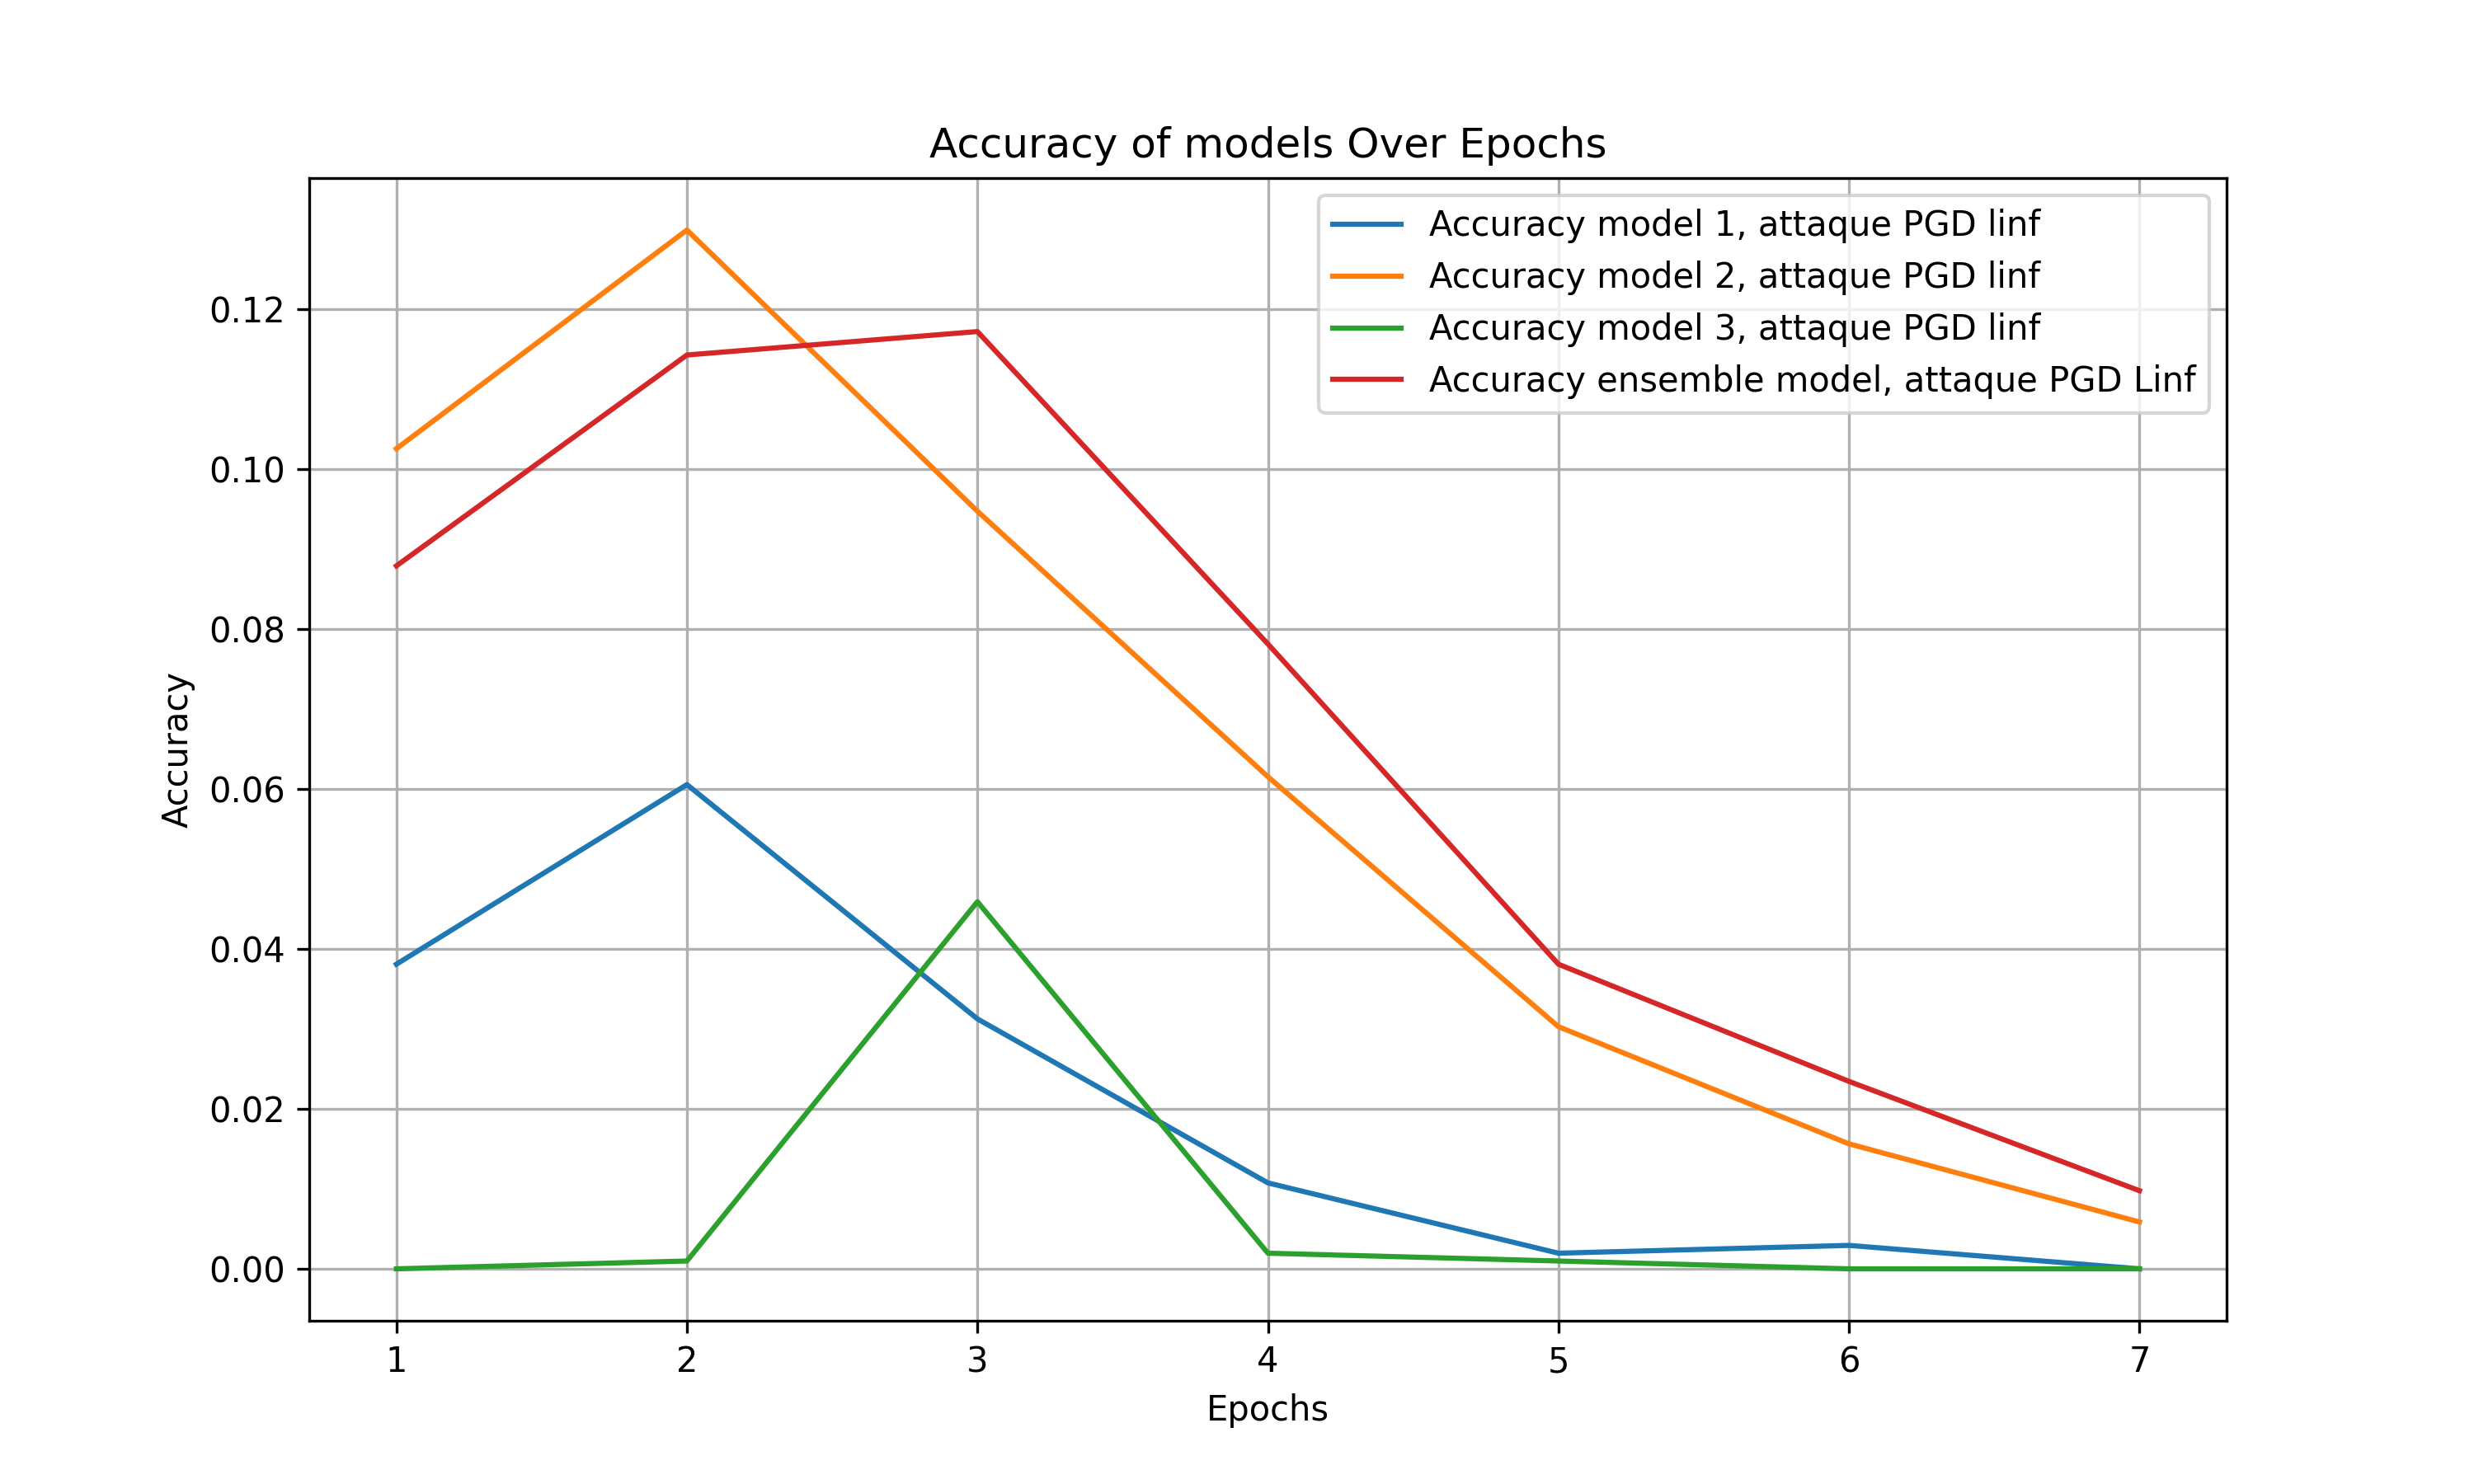 Accuracy of models Over Epochs
Accuracy model 1, attaque PGD linf
Accuracy model 2, attaque PGD linf
Accuracy model 3, attaque PGD linf
Accuracy ensemble model, attaque PGD Linf
Accuracy
0.12
0.10
0.08
0.06
0.04
0.02
0.00
1 2 3 4 5 6 7
Epochs